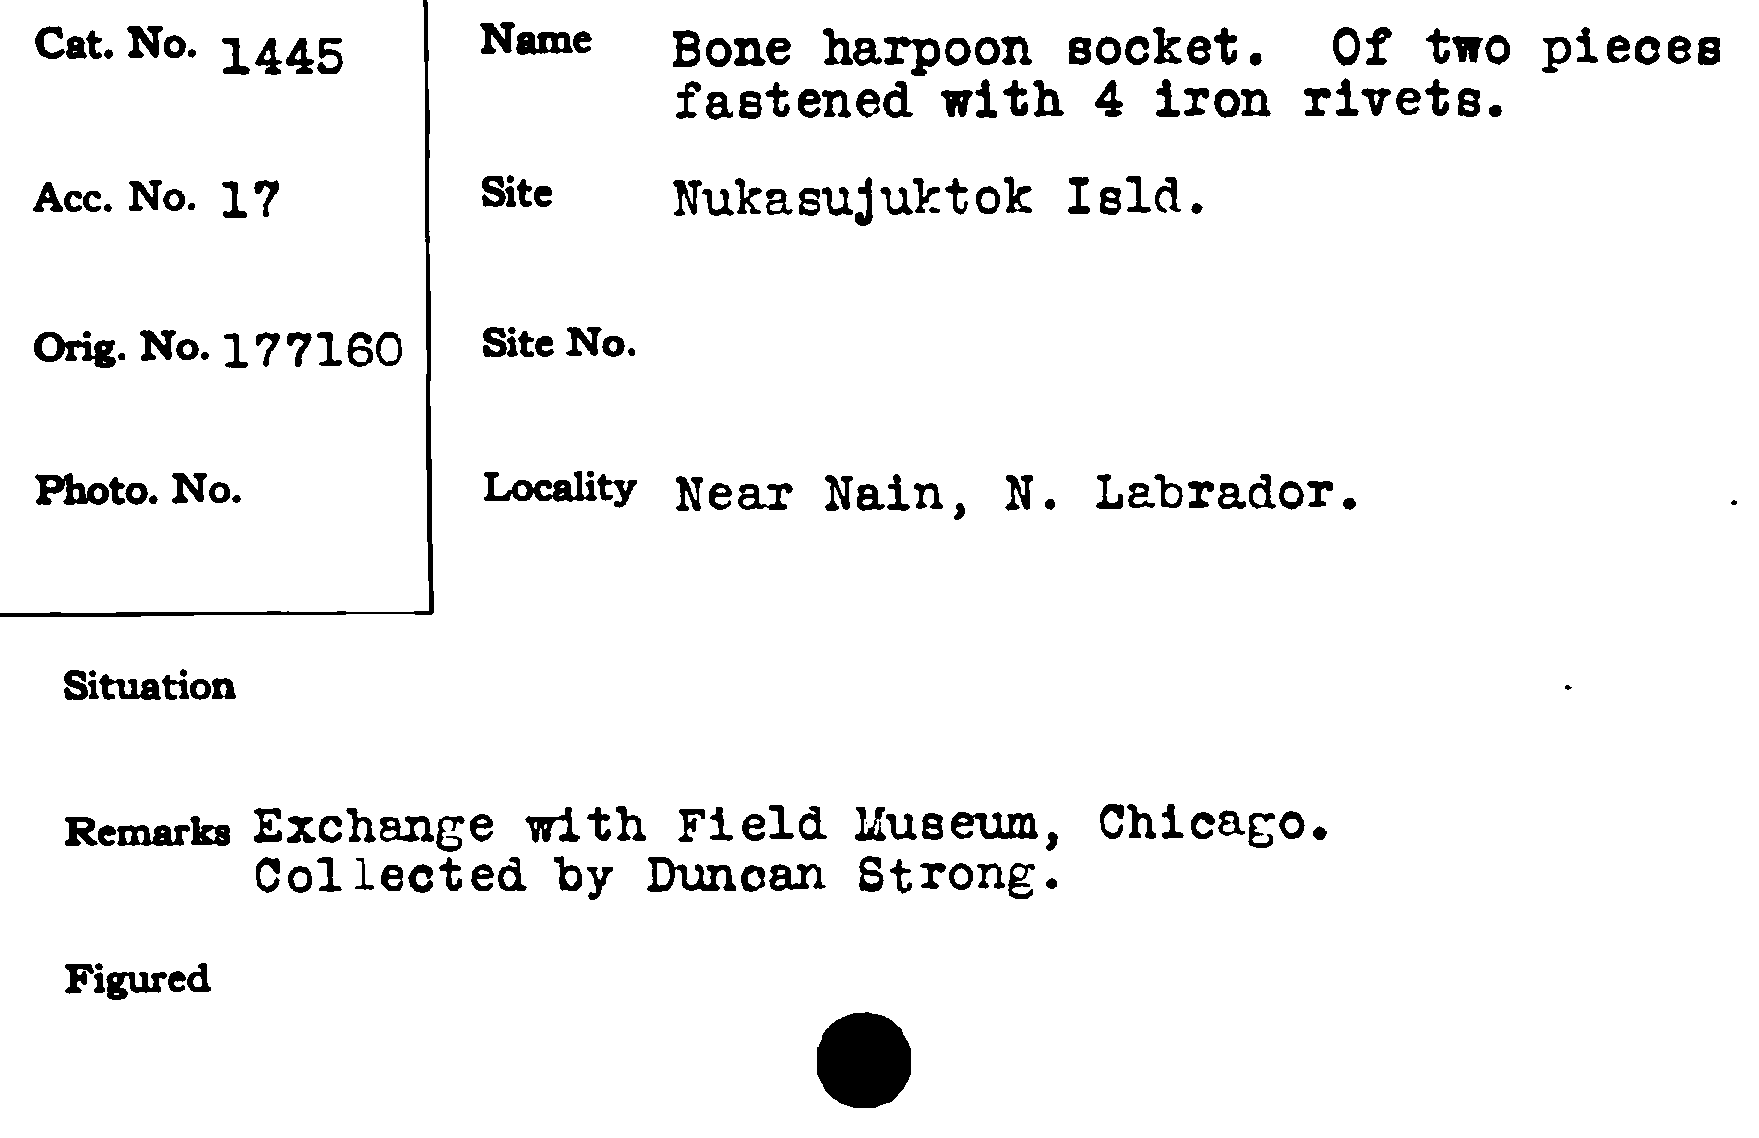 Cat. No. 1445
Name Bone harpoon socket. Of two pieces
fastened with 4 iron rivets.
Acc. No. 17
Site Nukasujuktok Isld.
Orig. No. 177160
Site No.
Photo. No.
Locality Near Nain, N. Labrador.
Situation
Remarks Exchange with Field Museum, Chicago.
Collected by Duncan Strong.
Figured